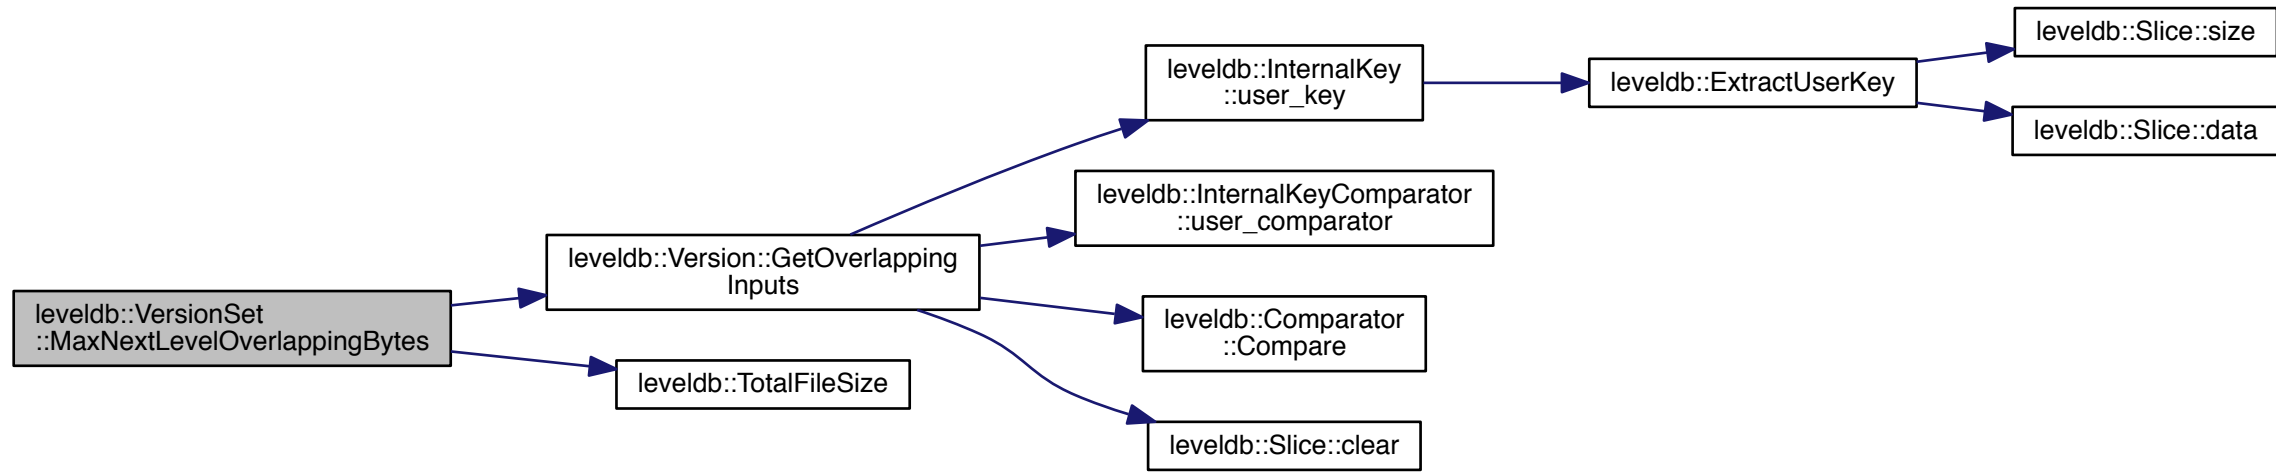 leveldb::VersionSet
::MaxNextLevelOverlappingBytes
leveldb::Version::GetOverlapping
Inputs
leveldb::TotalFileSize
leveldb::InternalKey
::user_key
leveldb::InternalKeyComparator
::user_comparator
leveldb::Comparator
::Compare
leveldb::Slice::clear
leveldb::ExtractUserKey
leveldb::Slice::size
leveldb::Slice::data